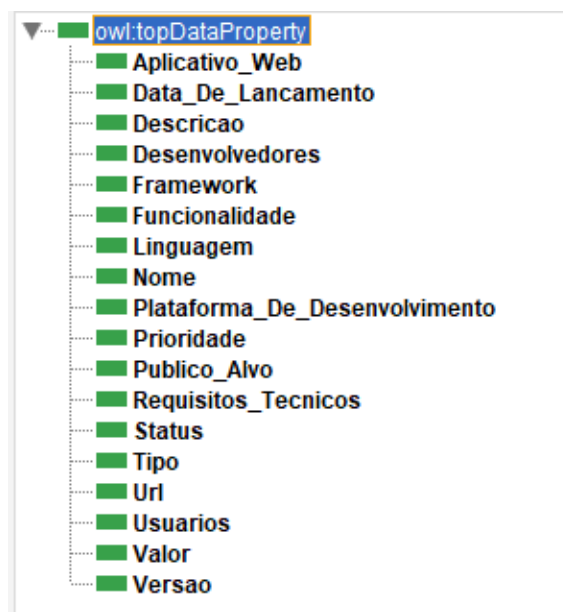 owl:topDataProperty
Aplicativo_Web
Data_De_Lancamento
Descricao
Desenvolvedores
Framework
Funcionalidade
Linguagem
Nome
Plataforma_De_Desenvolvimento
Prioridade
Publico_Alvo
Requisitos_Tecnicos
Status
Tipo
Url
Usuarios
Valor
Versao